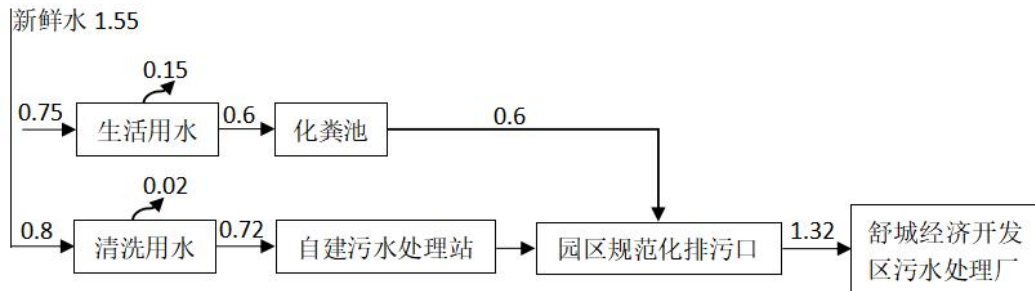 新鲜水 1.55
0.15
0.75
生活用水
0.6
化粪池
0.6
0.02
0.8
清洗用水
0.72
自建污水处理站
园区规范化排污口
1.32
舒城经济开发
区污水处理厂